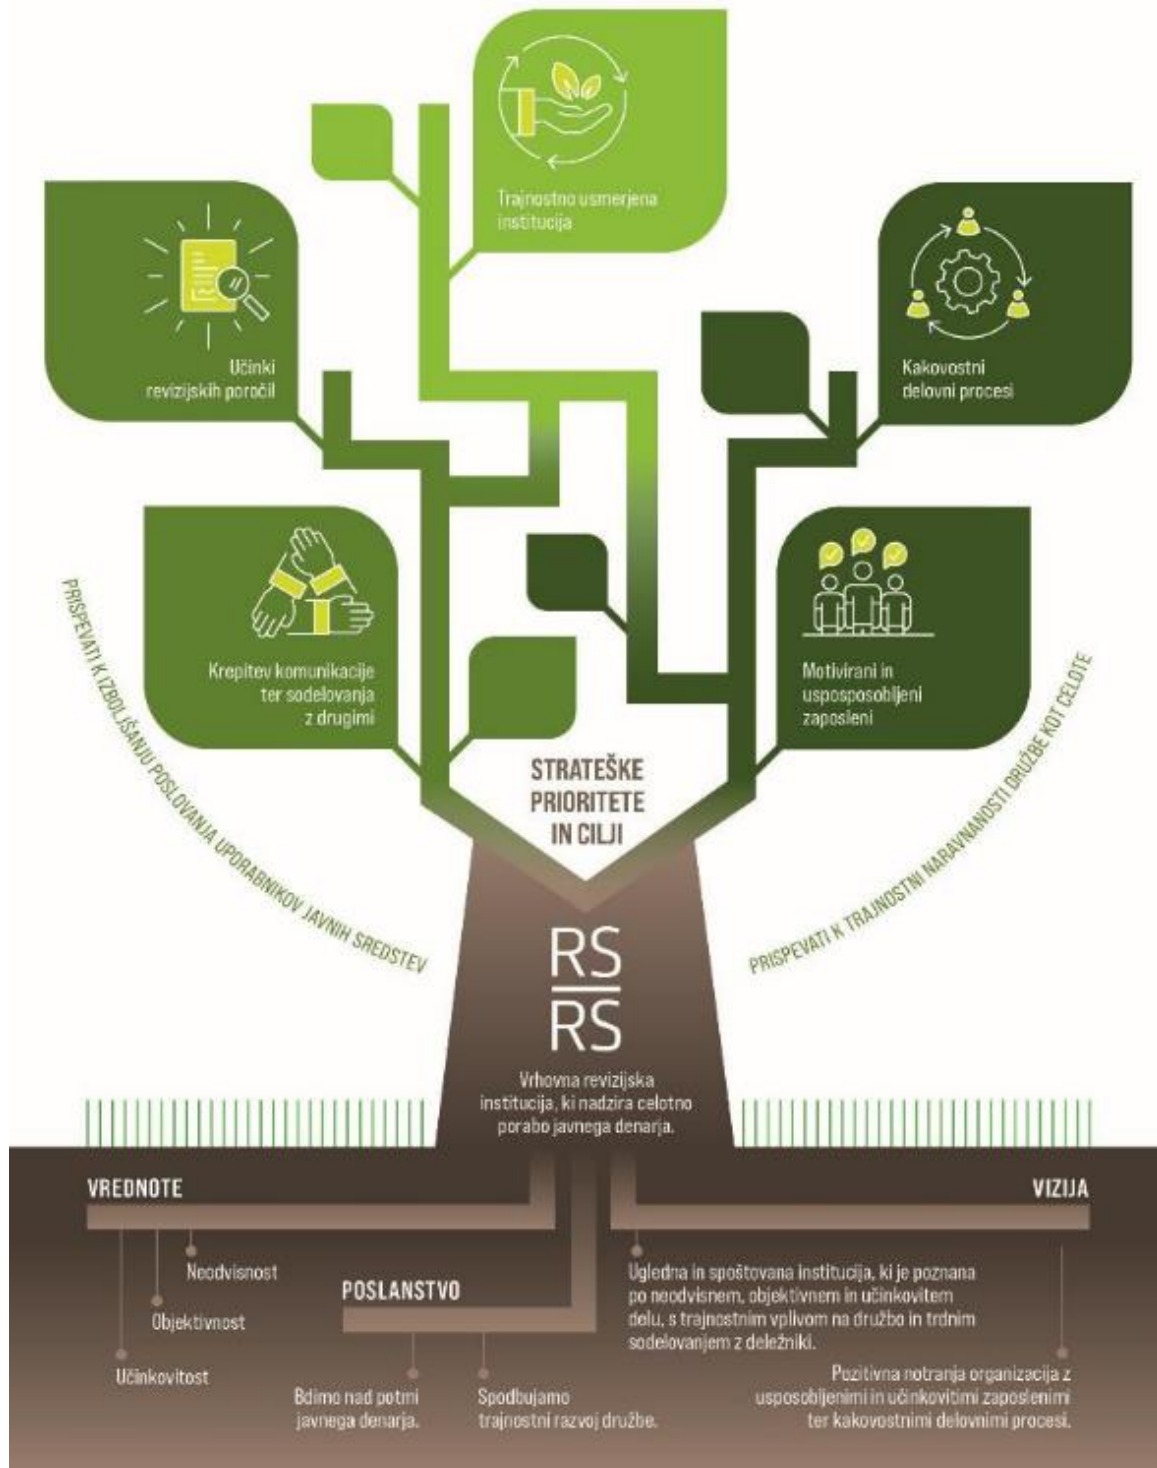 Trajnostno usmerjena
institucija
Učinki
revizijskih poročil
Kakovostni
delovni procesi
Krepitev komunikacije
ter sodelovanja
z drugimi
Motivirani in
usposposobljeni
zaposleni
PRISPEVATI K IZBOLJŠANJU POSLOVANJA UPORABNIKOV JAVNIH SREDSTEV
STRATEŠKE
PRIORITETE
IN CILJI
PRISPEVATI K TRAJNOSTNI NARAVNANOSTI DRUŽBE KOT CELOTE
RS
RS
Vrhovna revizijska
institucija, ki nadzira celotno
porabo javnega denarja.
VREDNOTE
Neodvisnost
Objektivnost
Učinkovitost
POSLANSTVO
Bdimo nad potmi
javnega denarja.
Spodbujamo
trajnostni razvoj družbe.
VIZIJA
Ugledna in spoštovana institucija, ki je poznana
po neodvisnem, objektivnem in učinkovitem
delu, s trajnostnim vplivom na družbo in trdnim
sodelovanjem z deležniki.
Pozitivna notranja organizacija z
usposobljenimi in učinkovitimi zaposlenimi
ter kakovostnimi delovnimi procesi.